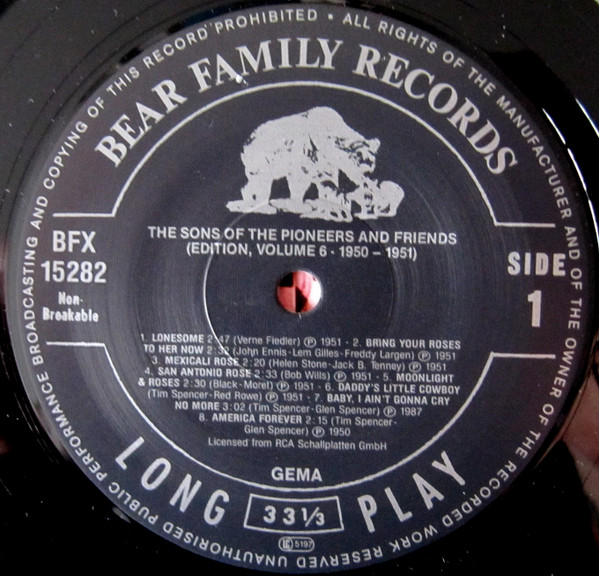 ALL RIGHTS OF THE MANUFACTURER AND OF THE OWNER OF THE RECORDED WORK RESERVED UNAUTHORISED PUBLIC PERFORMANCE BROADCASTING AND COPYING OF THIS RECORD PROHIBITED •
BEAR FAMILY RECORDS
THE SONS OF THE PIONEERS AND FRIENDS
(EDITION, VOLUME 6 · 1950 – 1951)
BFX
15282
Non-
Breakable
SIDE
1
1. LONESOME 2:47 (Verne Fiedler) Ⓟ 1951 · 2. BRING YOUR ROSES
TO HER NOW 2:32 (John Ennis-Lem Gilles-Freddy Largen) Ⓟ 1951
3. MEXICALI ROSE 2:20 (Helen Stone-Jack B. Tenney) Ⓟ 1951
4. SAN ANTONIO ROSE 2:33 (Bob Wills) Ⓟ 1951 · 5. MOONLIGHT
& ROSES 2:30 (Black-Moret) Ⓟ 1951 · 6. DADDY'S LITTLE COWBOY
(Tim Spencer-Red Rowe) Ⓟ 1951 · 7. BABY, I AIN'T GONNA CRY
NO MORE 3:02 (Tim Spencer-Glen Spencer) Ⓟ 1987
8. AMERICA FOREVER 2:15 (Tim Spencer-
Glen Spencer) Ⓟ 1950
Licensed from RCA Schallplatten GmbH
GEMA
LONG PLAY
33⅓
LC 5197